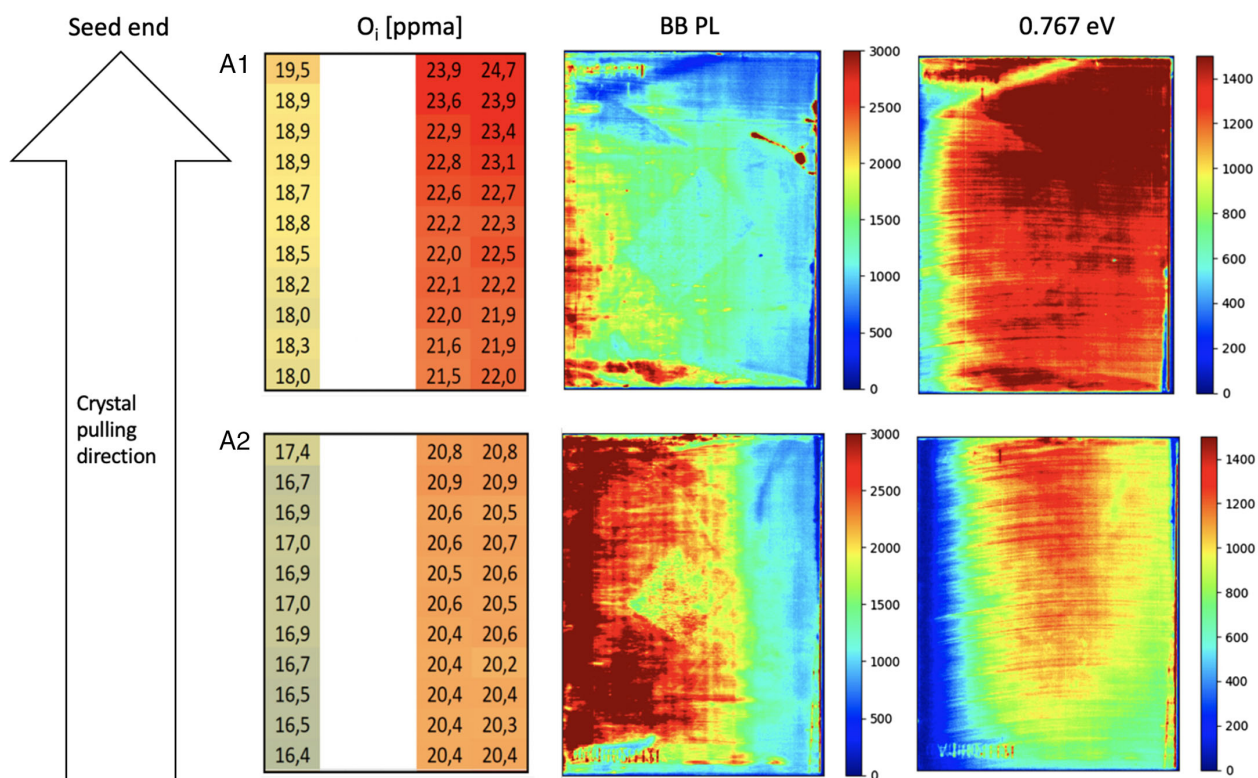 Seed end
Oᵢ [ppma]
BB PL
0.767 eV
A1
19,5 23,9 24,7
18,9 23,6 23,9
18,9 22,9 23,4
18,9 22,8 23,1
18,7 22,6 22,7
18,8 22,2 22,3
18,5 22,0 22,5
18,2 22,1 22,2
18,0 22,0 21,9
18,3 21,6 21,9
18,0 21,5 22,0
3000
2500
2000
1500
1000
500
0
1400
1200
1000
800
600
400
200
0
Crystal
pulling
direction
A2
17,4 20,8 20,8
16,7 20,9 20,9
16,9 20,6 20,5
17,0 20,6 20,7
16,9 20,5 20,6
17,0 20,6 20,5
16,9 20,4 20,6
16,7 20,4 20,2
16,5 20,4 20,4
16,5 20,4 20,3
16,4 20,4 20,4
3000
2500
2000
1500
1000
500
0
1400
1200
1000
800
600
400
200
0